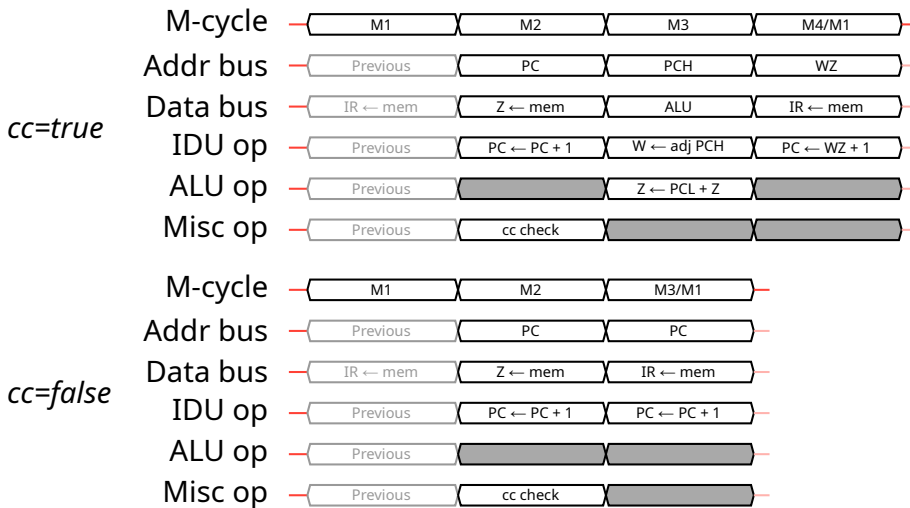 M-cycle M1 M2 M3 M4/M1
Addr bus Previous PC PCH WZ
Data bus IR ← mem Z ← mem ALU IR ← mem
cc=true
IDU op Previous PC ← PC + 1 W ← adj PCH PC ← WZ + 1
ALU op Previous Z ← PCL + Z
Misc op Previous cc check
M-cycle M1 M2 M3/M1
Addr bus Previous PC PC
Data bus IR ← mem Z ← mem IR ← mem
cc=false
IDU op Previous PC ← PC + 1 PC ← PC + 1
ALU op Previous
Misc op Previous cc check